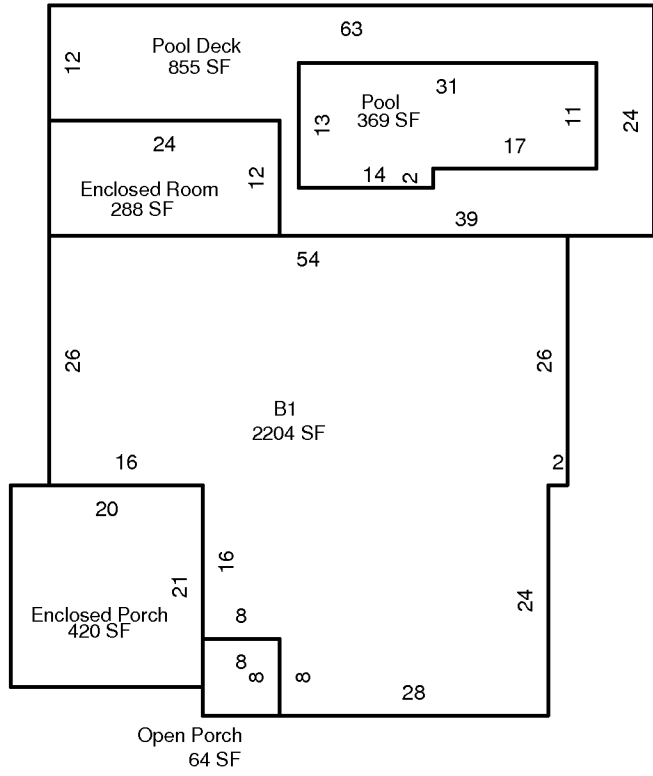 63
Pool Deck
855 SF
12
31
Pool
369 SF
13
11
24
17
14
2
24
12
Enclosed Room
288 SF
39
54
26
26
B1
2204 SF
16
2
20
16
21
24
Enclosed Porch
420 SF
8
8
8
8
28
Open Porch
64 SF